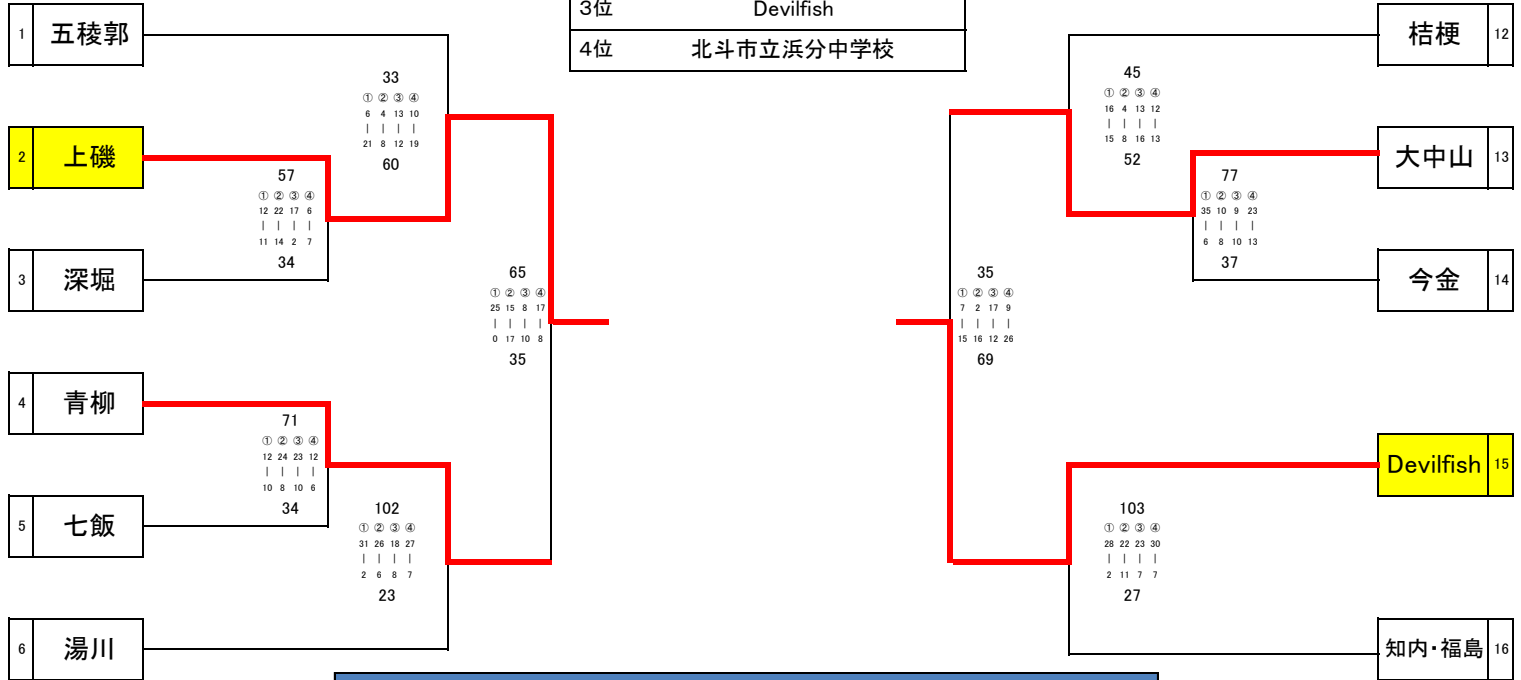 3位 Devilfish
4位 北斗市立浜分中学校
1 五稜郭
33
① ② ③ ④
6 4 13 10
| | | |
21 8 12 19
60
2 上磯
57
① ② ③ ④
12 22 17 6
| | | |
11 14 2 7
34
3 深堀
65
① ② ③ ④
25 15 8 17
| | | |
0 17 10 8
35
4 青柳
71
① ② ③ ④
12 24 23 12
| | | |
10 8 10 6
34
5 七飯
102
① ② ③ ④
31 26 18 27
| | | |
2 6 8 7
23
6 湯川
桔梗 12
45
① ② ③ ④
16 4 13 12
| | | |
15 8 16 13
52
大中山 13
77
① ② ③ ④
35 10 9 23
| | | |
6 8 10 13
37
今金 14
35
① ② ③ ④
7 2 17 9
| | | |
15 16 12 26
69
Devilfish 15
103
① ② ③ ④
28 22 23 30
| | | |
2 11 7 7
27
知内・福島 16